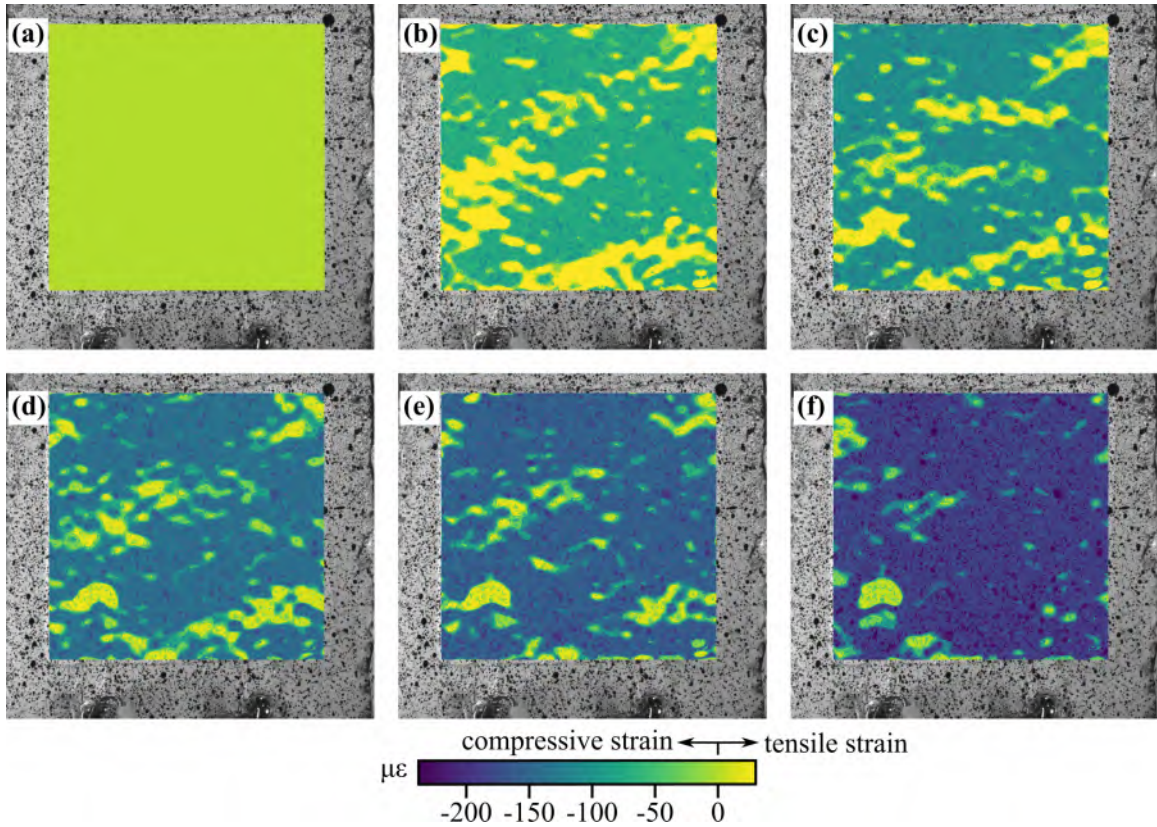 (a)
(b)
(c)
(d)
(e)
(f)
compressive strain
tensile strain
με
-200 -150 -100 -50 0